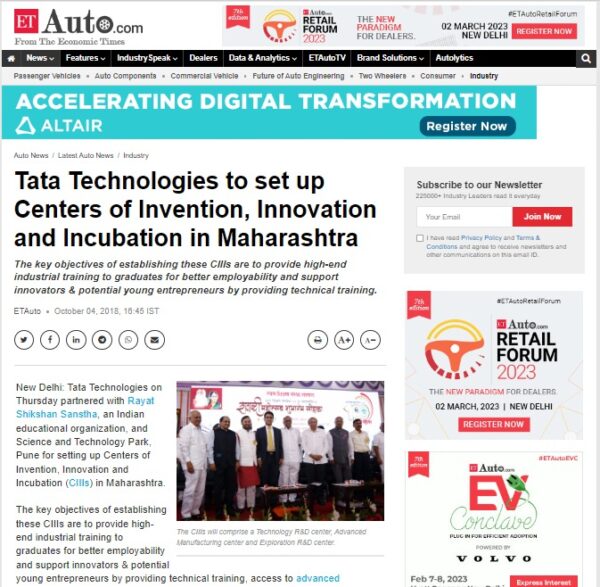 ET Auto.com
From The Economic Times
7th edition
ET Auto.com
RETAIL
FORUM
2023
THE NEW
PARADIGM
FOR DEALERS.
02 MARCH 2023
NEW DELHI
#ETAutoRetailForum
REGISTER NOW
News
Features
IndustrySpeak
Dealers
Data & Analytics
ETAutoTV
Brand Solutions
Autolytics
Passenger Vehicles • Auto Components • Commercial Vehicle • Future of Auto Engineering • Two Wheelers • Consumer • Industry
ACCELERATING DIGITAL TRANSFORMATION
ALTAIR
Register Now
Auto News / Latest Auto News / Industry
Tata Technologies to set up
Centers of Invention, Innovation
and Incubation in Maharashtra
The key objectives of establishing these CIIIs are to provide high-end
industrial training to graduates for better employability and support
innovators & potential young entrepreneurs by providing technical training.
ETAuto • October 04, 2018, 15:45 IST
A+
A-
New Delhi: Tata Technologies on
Thursday partnered with Rayat
Shikshan Sanstha, an Indian
educational organization, and
Science and Technology Park,
Pune for setting up Centers of
Invention, Innovation and
Incubation (CIIIs) in Maharashtra.
The CIIIs will comprise a Technology R&D center, Advanced
Manufacturing center and Exploration R&D center.
The key objectives of establishing
these CIIIs are to provide high-
end industrial training to
graduates for better employability
and support innovators & potential
young entrepreneurs by providing technical training, access to advanced
Subscribe to our Newsletter
225000+ Industry Leaders read it everyday
Your Email
Join Now
I have read Privacy Policy and Terms &
Conditions and agree to receive newsletters and
other communications on this email ID.
7th edition
#ETAutoRetailForum
ET Auto.com
RETAIL
FORUM
2023
THE NEW PARADIGM FOR DEALERS.
02 MARCH, 2023 | NEW DELHI
REGISTER NOW
7th edition
#ETAutoEVC
ET Auto.com
EV
Conclave
PLUG IN FOR EFFICIENT ADOPTION
POWERED BY
VOLVO
Feb 7-8, 2023
Express Interest